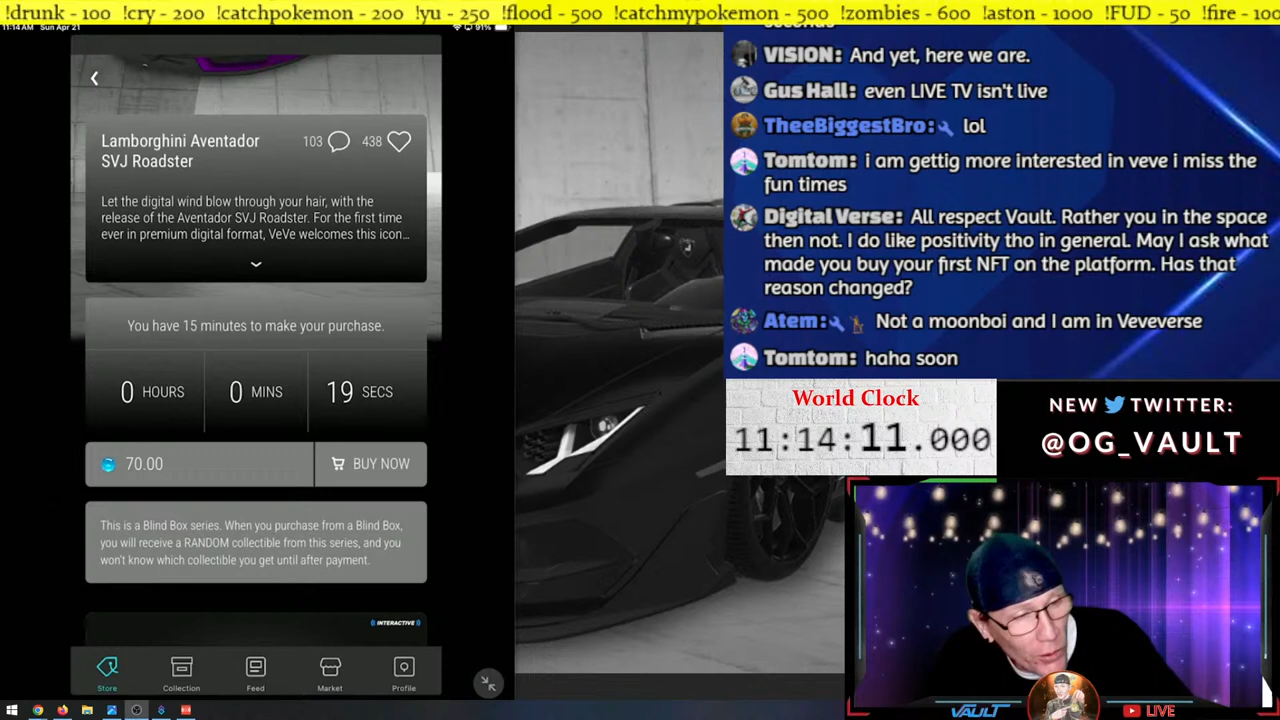 !drunk - 100 !cry - 200 !catchpokemon - 200 !yu - 250 !flood - 500 !catchmypokemon - 500 !zombies - 600 !aston - 1000 !FUD - 50 !fire - 100
11:14 AM Sun Apr 21
91%
Lamborghini Aventador
SVJ Roadster
103
438
Let the digital wind blow through your hair, with the
release of the Aventador SVJ Roadster. For the first time
ever in premium digital format, VeVe welcomes this icon...
You have 15 minutes to make your purchase.
0 HOURS 0 MINS 19 SECS
70.00
BUY NOW
This is a Blind Box series. When you purchase from a Blind Box,
you will receive a RANDOM collectible from this series, and you
won't know which collectible you get until after payment.
INTERACTIVE
Store Collection Feed Market Profile
seconds
VISION: And yet, here we are.
Gus Hall: even LIVE TV isn't live
TheeBiggestBro: lol
Tomtom: i am gettig more interested in veve i miss the
fun times
Digital Verse: All respect Vault. Rather you in the space
then not. I do like positivity tho in general. May I ask what
made you buy your first NFT on the platform. Has that
reason changed?
Atem: Not a moonboi and I am in Veveverse
Tomtom: haha soon
World Clock
11:14:11.000
NEW TWITTER:
@OG_VAULT
VAULT
LIVE